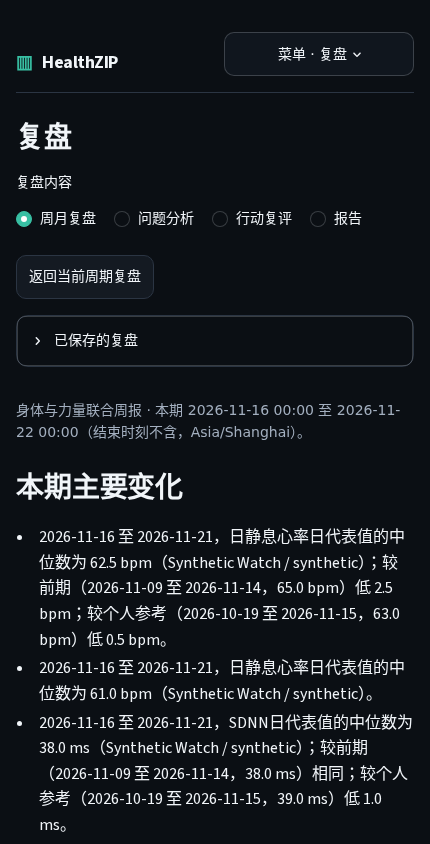 HealthZIP
菜单 · 复盘
复盘
复盘内容
周月复盘 问题分析 行动复评 报告
返回当前周期复盘
已保存的复盘
身体与力量联合周报 · 本期 2026-11-16 00:00 至 2026-11-
22 00:00（结束时刻不含，Asia/Shanghai）。
本期主要变化
• 2026-11-16 至 2026-11-21，日静息心率日代表值的中
位数为 62.5 bpm（Synthetic Watch / synthetic）；较
前期（2026-11-09 至 2026-11-14，65.0 bpm）低 2.5
bpm；较个人参考（2026-10-19 至 2026-11-15，63.0
bpm）低 0.5 bpm。
• 2026-11-16 至 2026-11-21，日静息心率日代表值的中
位数为 61.0 bpm（Synthetic Watch / synthetic）。
• 2026-11-16 至 2026-11-21，SDNN日代表值的中位数为
38.0 ms（Synthetic Watch / synthetic）；较前期
（2026-11-09 至 2026-11-14，38.0 ms）相同；较个人
参考（2026-10-19 至 2026-11-15，39.0 ms）低 1.0
ms。